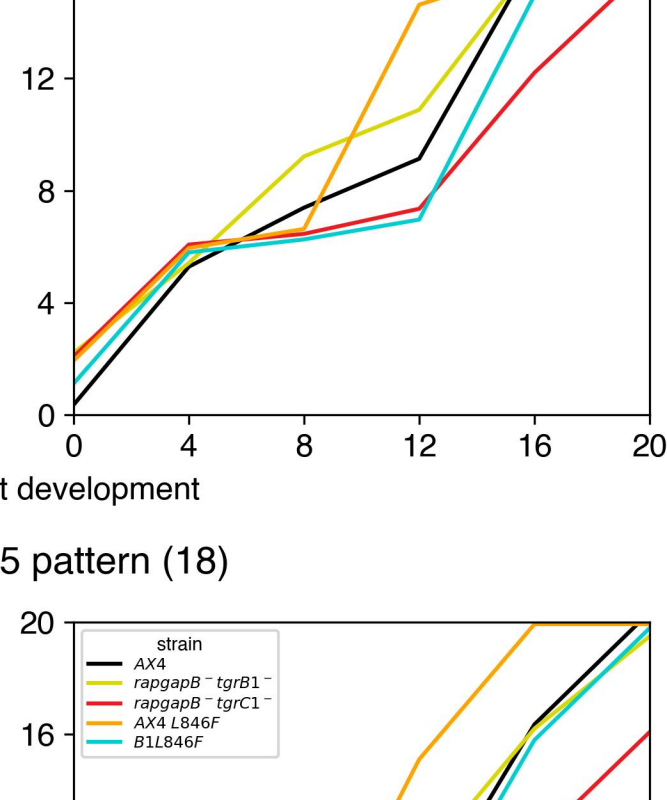 12
8
4
0
0 4 8 12 16 20
t development
5 pattern (18)
20
strain
AX4
rapgapB⁻tgrB1⁻
rapgapB⁻tgrC1⁻
AX4 L846F
B1L846F
16